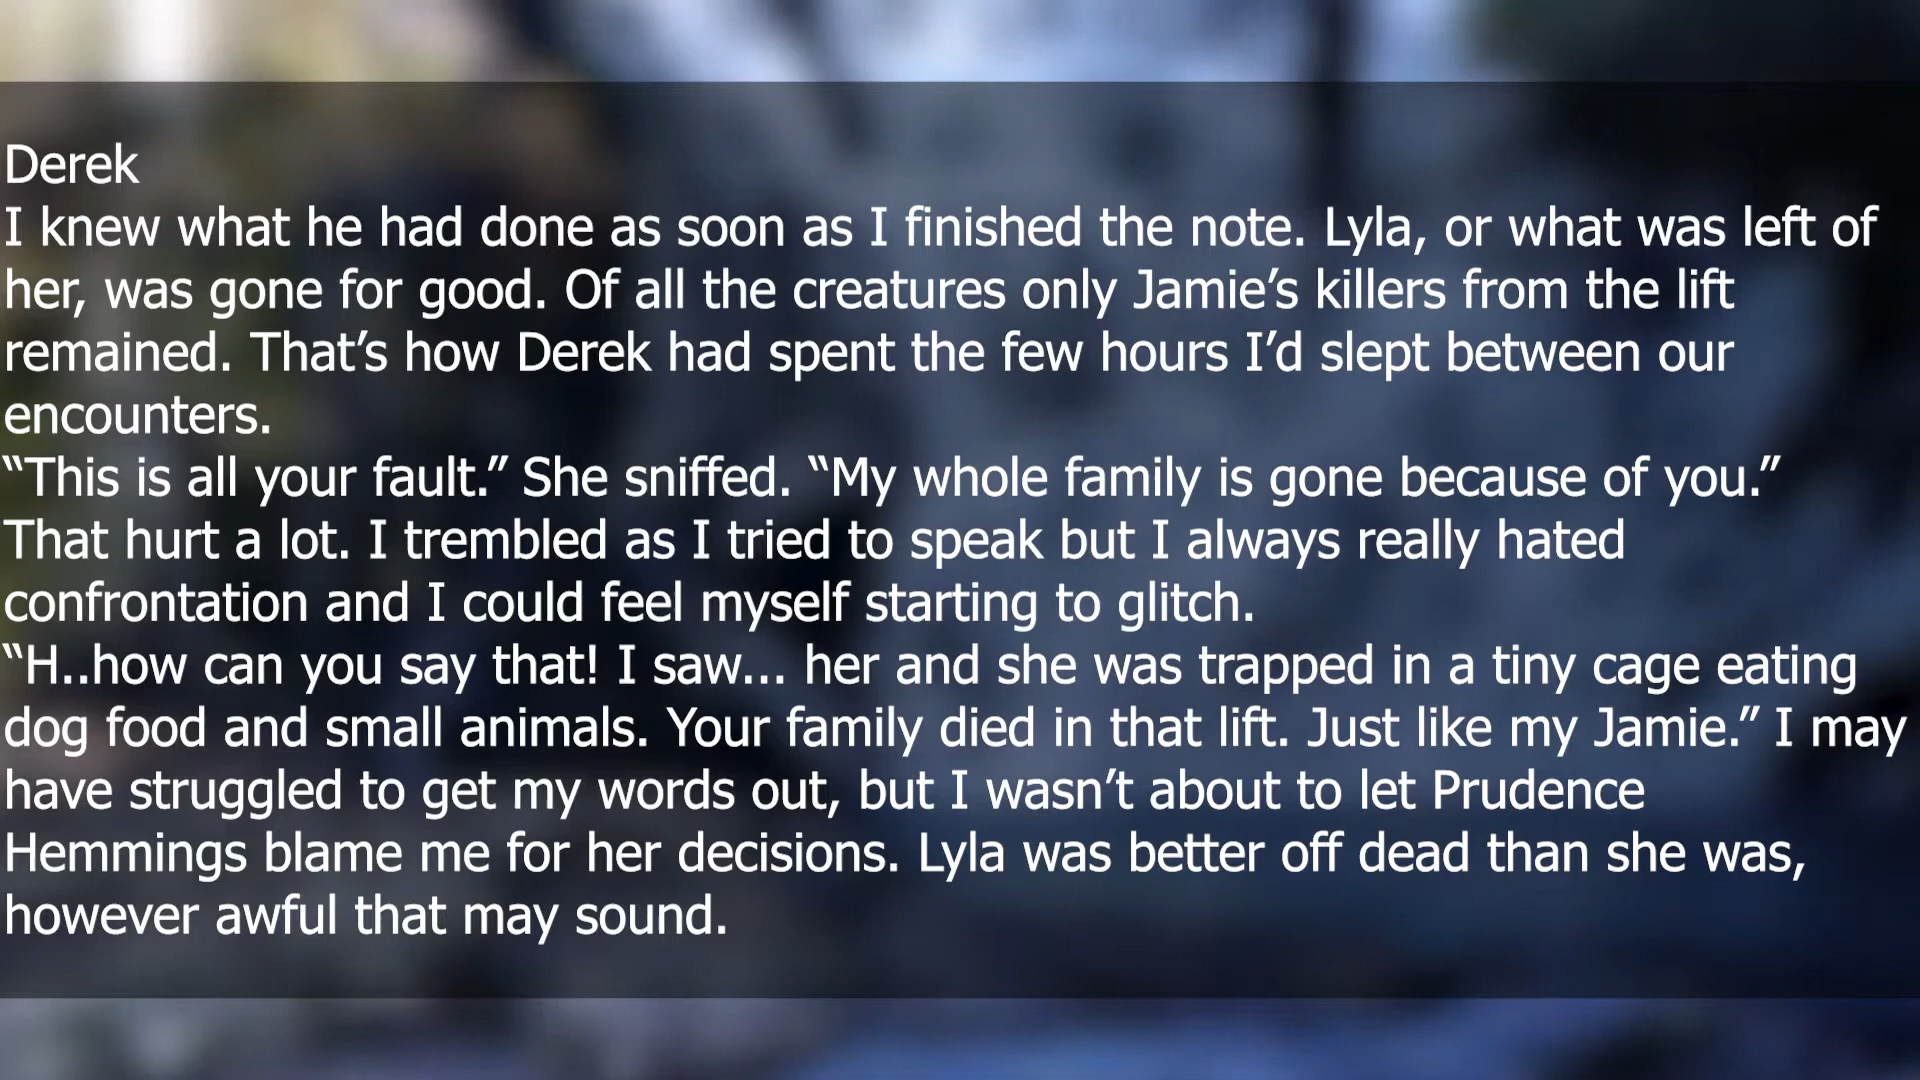 Derek
I knew what he had done as soon as I finished the note. Lyla, or what was left of
her, was gone for good. Of all the creatures only Jamie’s killers from the lift
remained. That’s how Derek had spent the few hours I’d slept between our
encounters.
“This is all your fault.” She sniffed. “My whole family is gone because of you.”
That hurt a lot. I trembled as I tried to speak but I always really hated
confrontation and I could feel myself starting to glitch.
“H..how can you say that! I saw... her and she was trapped in a tiny cage eating
dog food and small animals. Your family died in that lift. Just like my Jamie.” I may
have struggled to get my words out, but I wasn’t about to let Prudence
Hemmings blame me for her decisions. Lyla was better off dead than she was,
however awful that may sound.